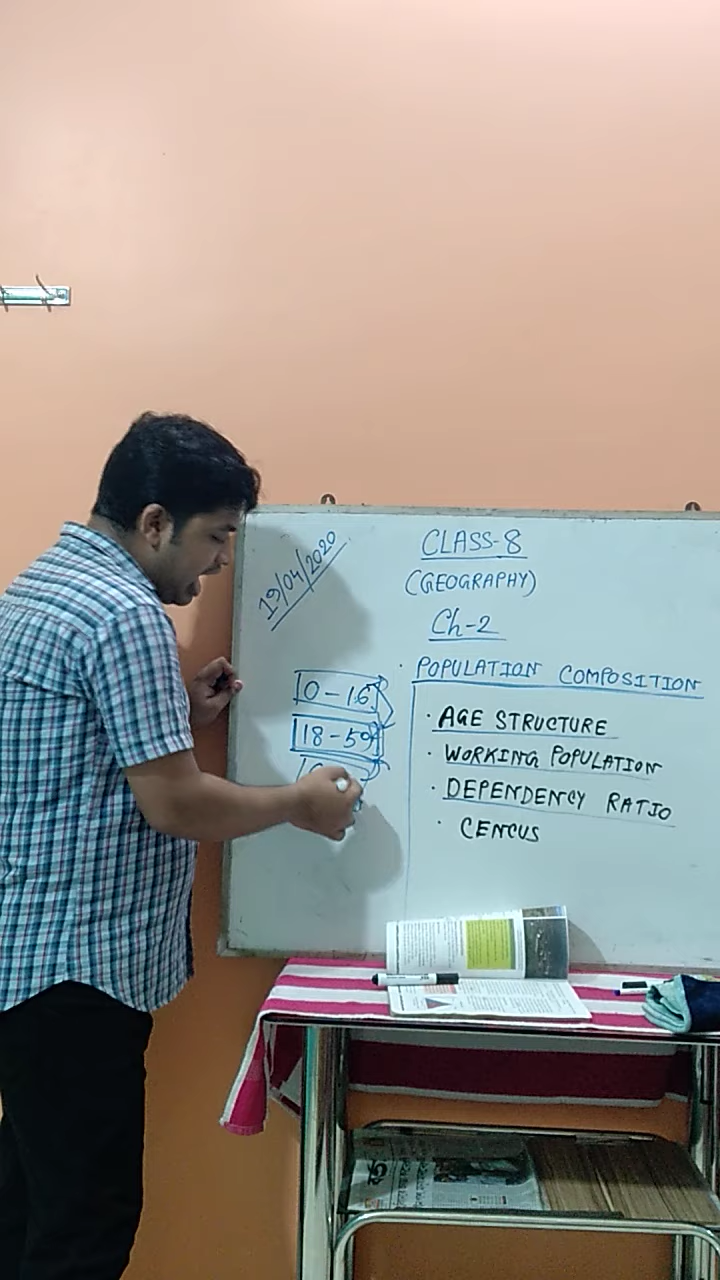 19/04/2020
CLASS-8
(GEOGRAPHY)
Ch-2
POPULATION COMPOSITION
0-16
18-59
· AGE STRUCTURE
· WORKING POPULATION
· DEPENDENCY RATIO
· CENCUS